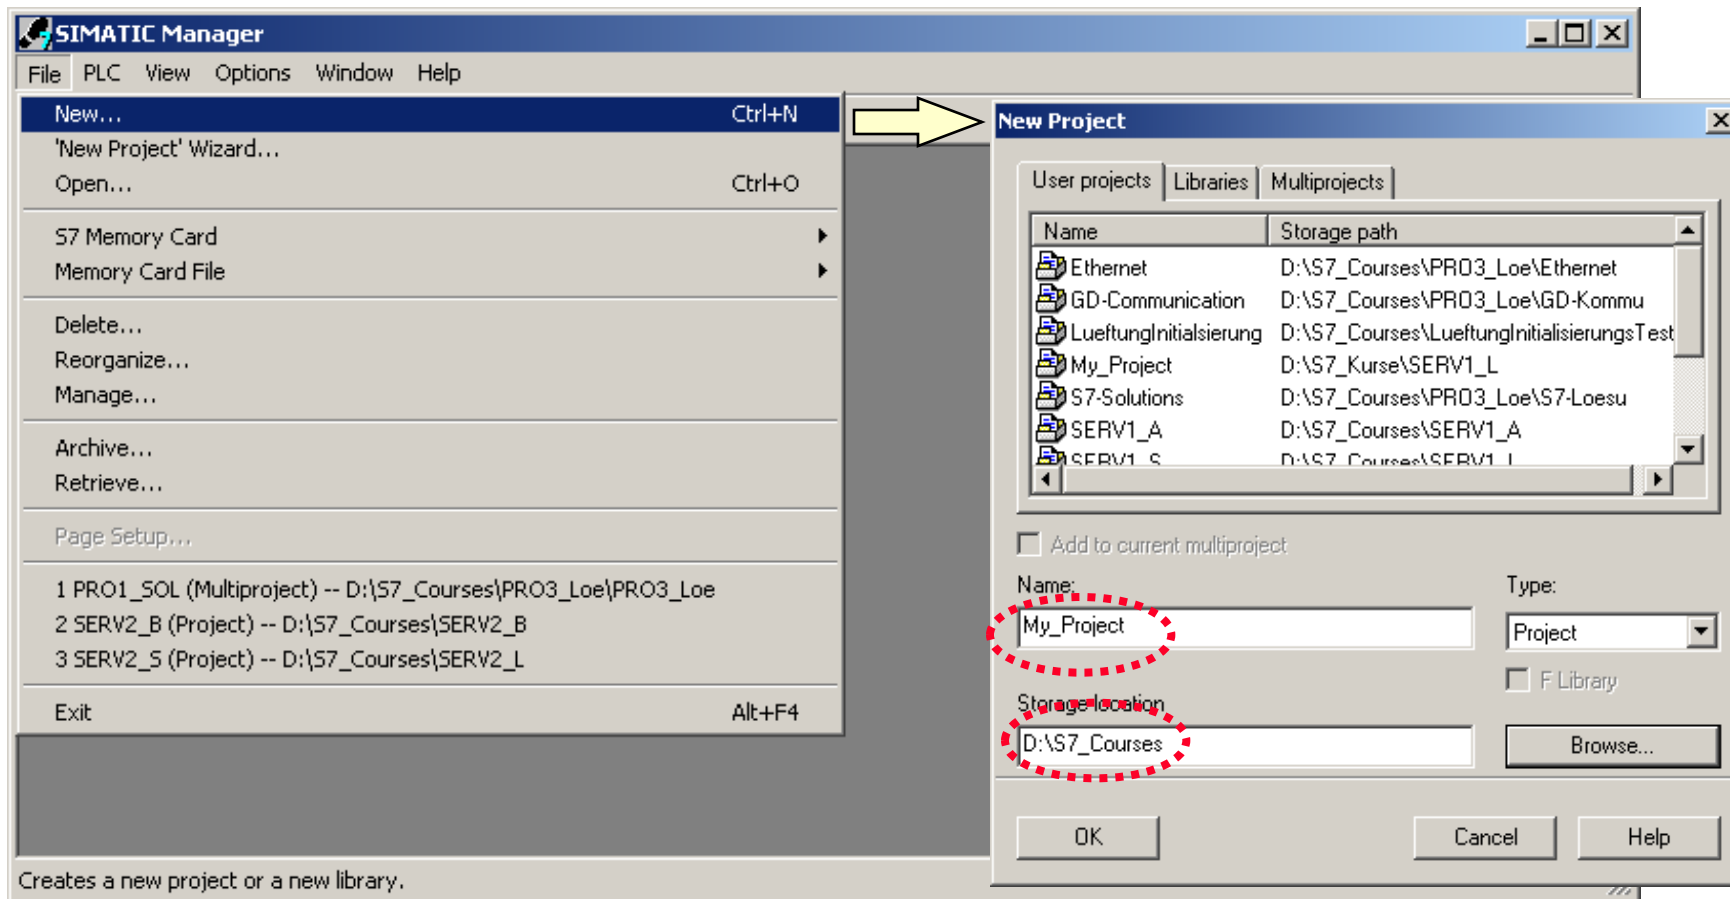 SIMATIC Manager
File PLC View Options Window Help
New... Ctrl+N
'New Project' Wizard...
Open... Ctrl+O
S7 Memory Card
Memory Card File
Delete...
Reorganize...
Manage...
Archive...
Retrieve...
Page Setup...
1 PRO1_SOL (Multiproject) -- D:\S7_Courses\PRO3_Loe\PRO3_Loe
2 SERV2_B (Project) -- D:\S7_Courses\SERV2_B
3 SERV2_S (Project) -- D:\S7_Courses\SERV2_L
Exit Alt+F4
Creates a new project or a new library.
New Project
User projects Libraries Multiprojects
Name Storage path
Ethernet D:\S7_Courses\PRO3_Loe\Ethernet
GD-Communication D:\S7_Courses\PRO3_Loe\GD-Kommu
LueftungInitialsierung D:\S7_Courses\LueftungInitialisierungsTest
My_Project D:\S7_Kurse\SERV1_L
S7-Solutions D:\S7_Courses\PRO3_Loe\S7-Loesu
SERV1_A D:\S7_Courses\SERV1_A
SERV1_S D:\S7_Courses\SERV1_L
Add to current multiproject
Name: Type:
My_Project Project
F Library
Storage location
D:\S7_Courses Browse...
OK Cancel Help